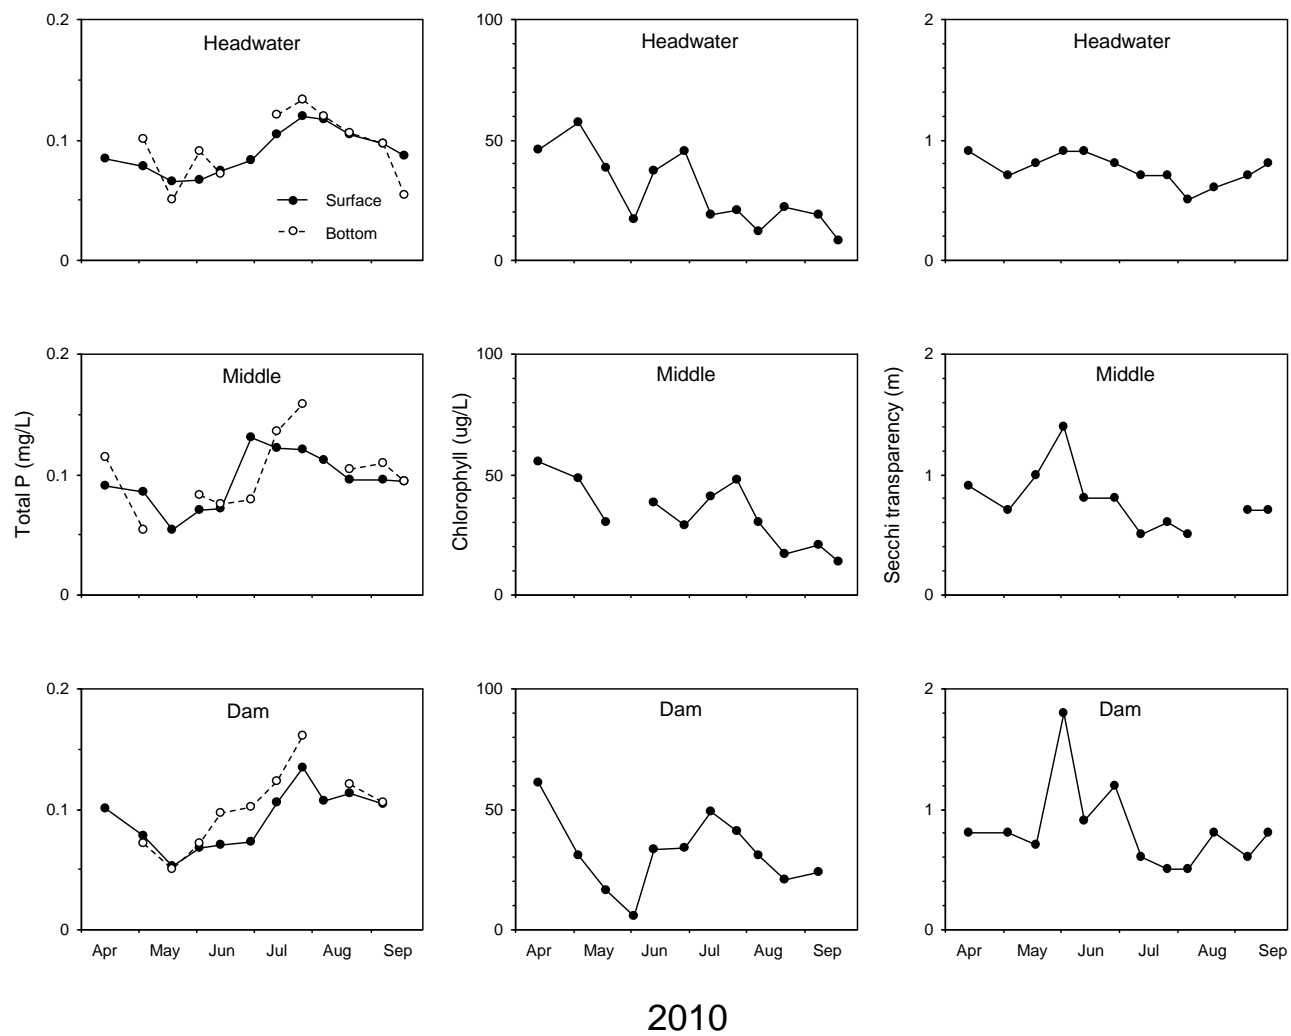 0.2
Headwater
0.1
Surface
Bottom
0
100
Headwater
50
0
2
Headwater
1
0
0.2
Middle
0.1
0
Total P (mg/L)
100
Middle
50
0
Chlorophyll (ug/L)
2
Middle
1
0
Secchi transparency (m)
0.2
Dam
0.1
0
Apr May Jun Jul Aug Sep
100
Dam
50
0
Apr May Jun Jul Aug Sep
2
Dam
1
0
Apr May Jun Jul Aug Sep
2010